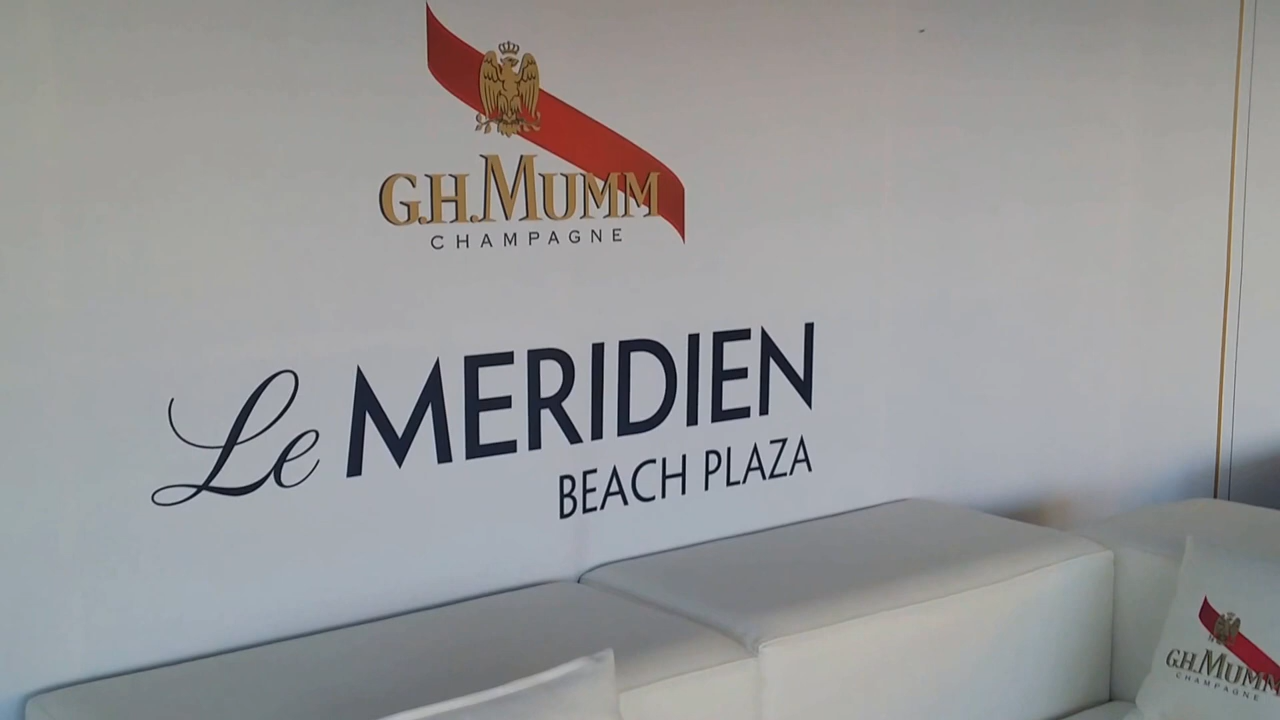 G.H.MUMM
CHAMPAGNE
Le MERIDIEN
BEACH PLAZA
G.H.MUMM
CHAMPAGNE